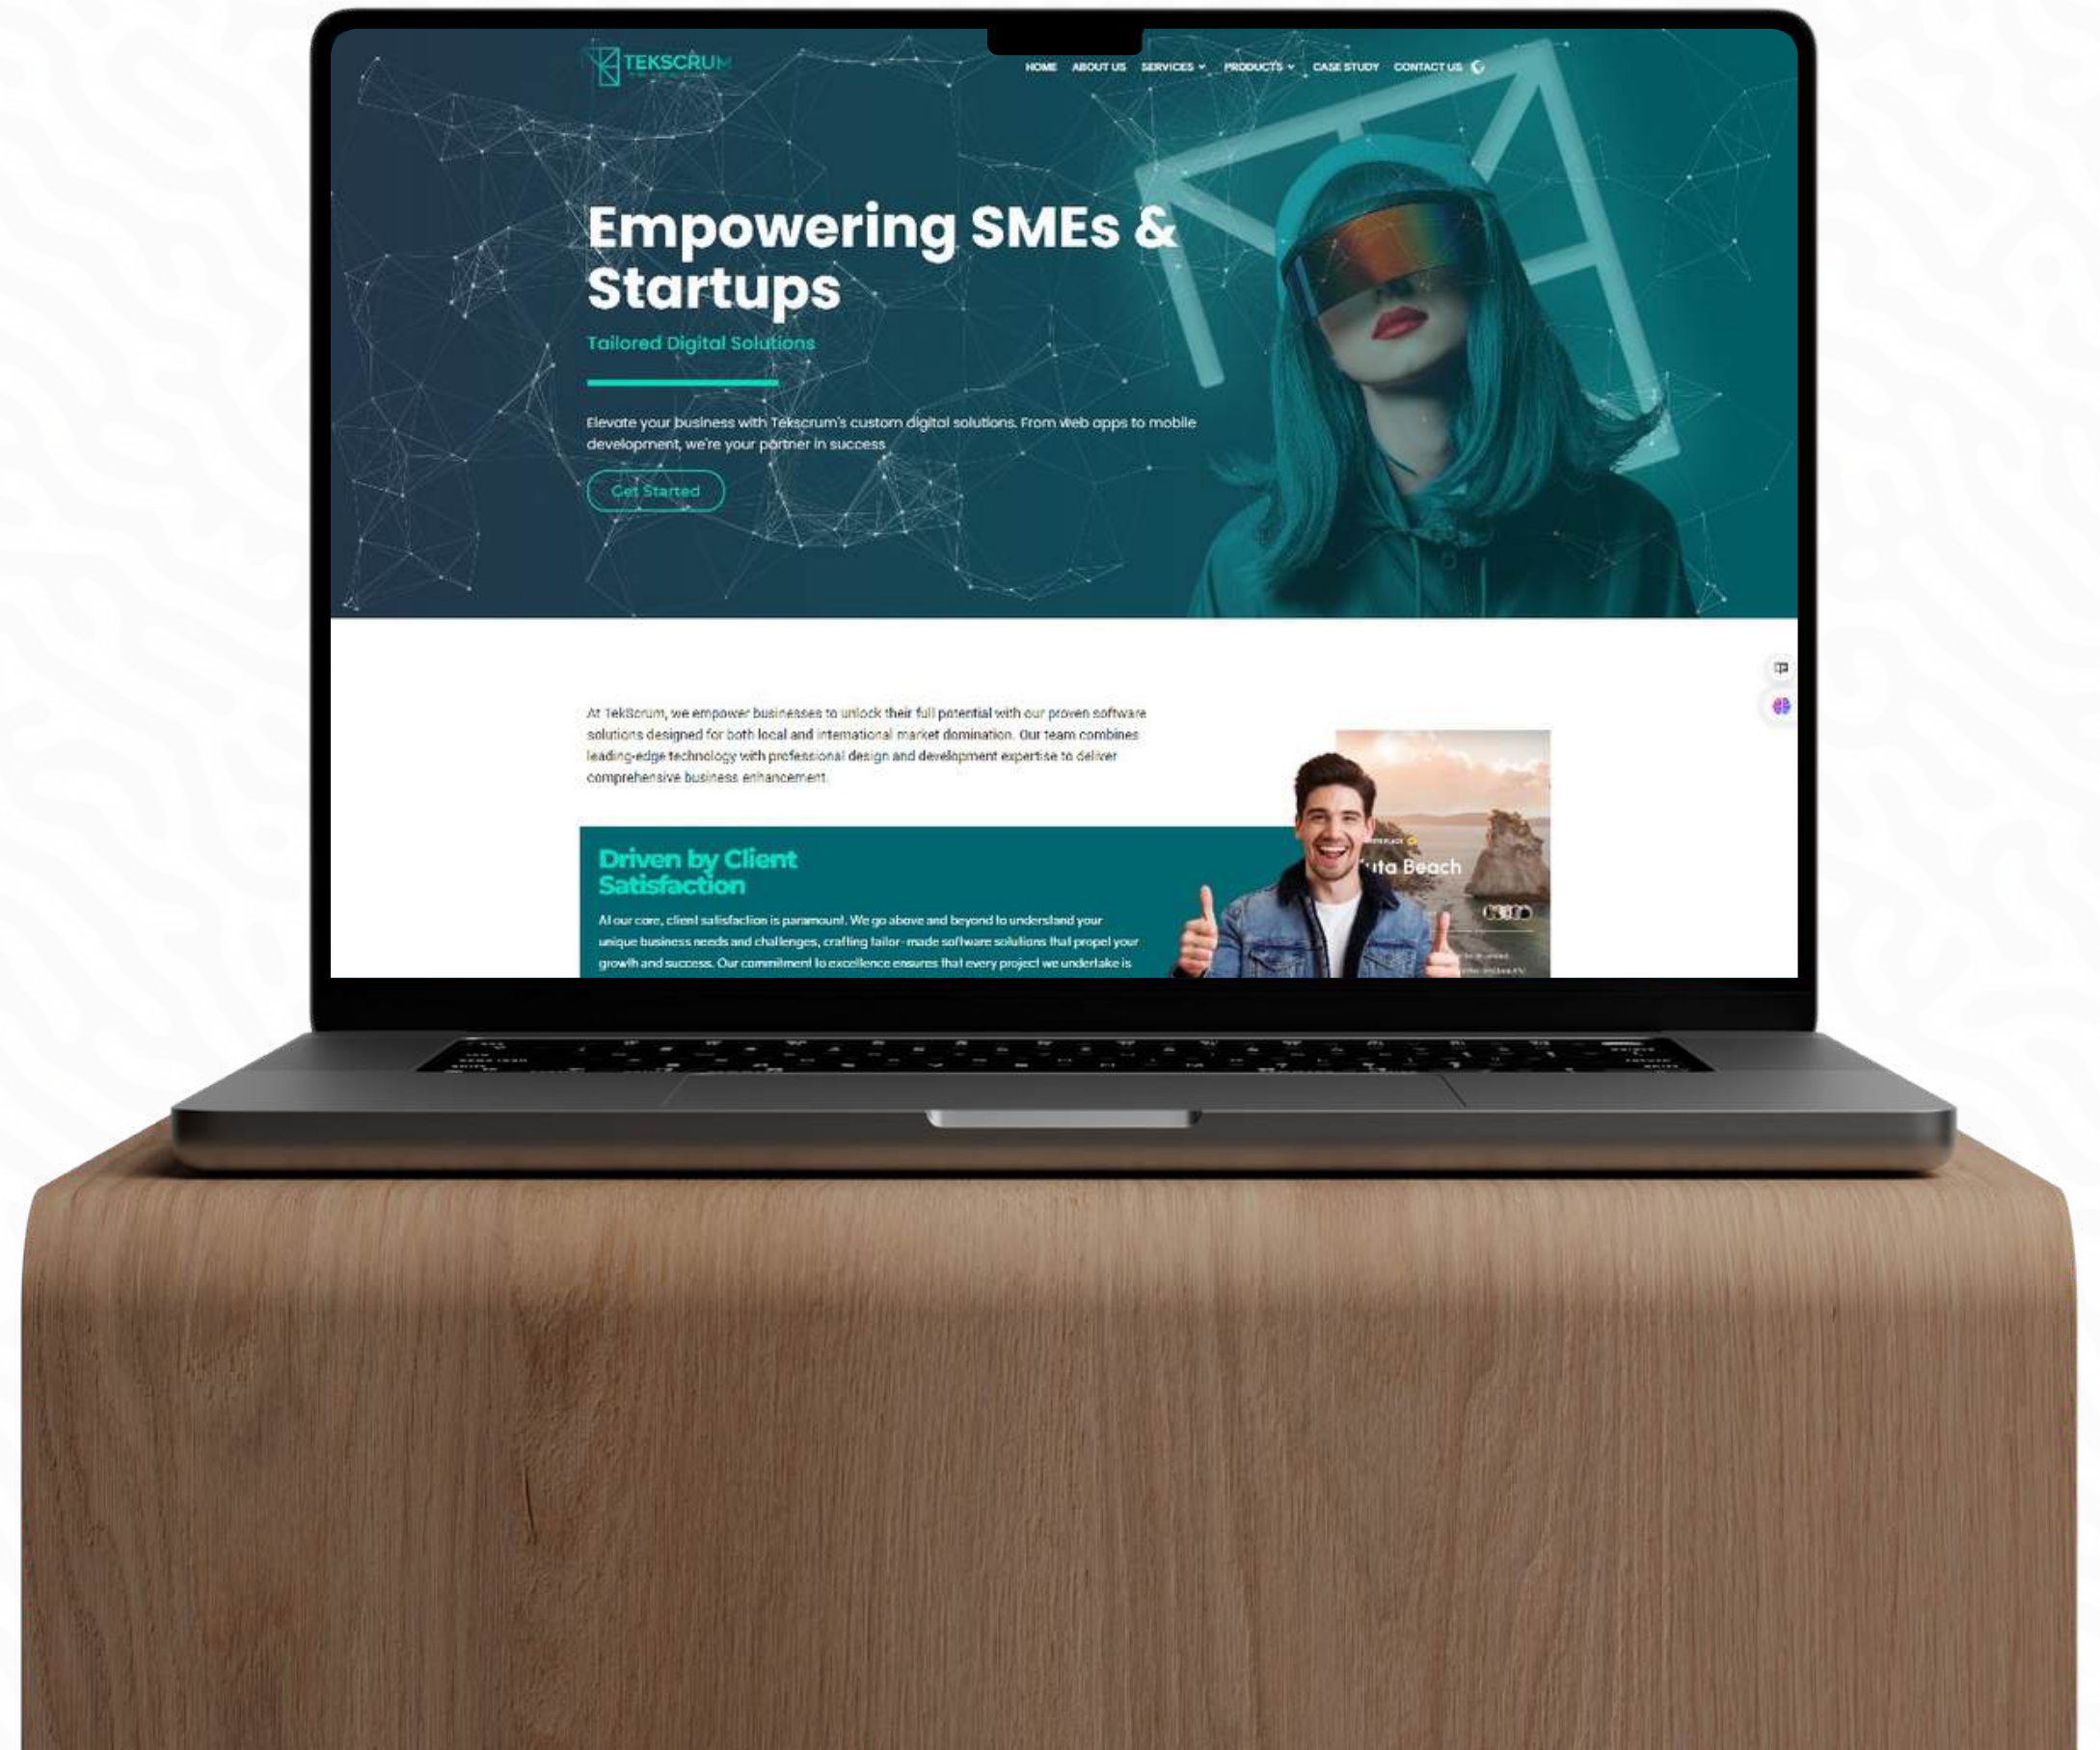 TEKSCRUM
HOME ABOUT US SERVICES PRODUCTS CASE STUDY CONTACT US
Empowering SMEs &
Startups
Tailored Digital Solutions
Elevate your business with Tekscrum's custom digital solutions. From web apps to mobile
development, we're your partner in success
Get Started
At TekScrum, we empower businesses to unlock their full potential with our proven software
solutions designed for both local and international market domination. Our team combines
leading-edge technology with professional design and development expertise to deliver
comprehensive business enhancement.
Driven by Client
Satisfaction
At our core, client satisfaction is paramount. We go above and beyond to understand your
unique business needs and challenges, crafting tailor-made software solutions that propel your
growth and success. Our commitment to excellence ensures that every project we undertake is
uta Beach